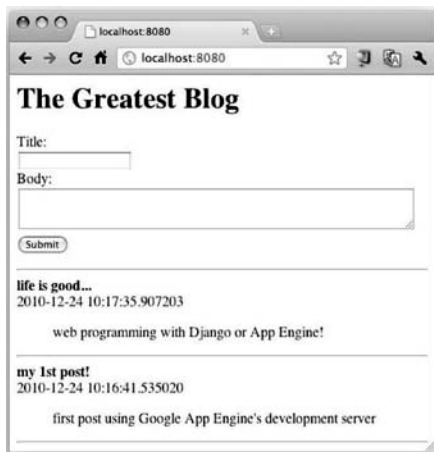 localhost:8080
localhost:8080
The Greatest Blog
Title:
Body:
Submit
life is good...
2010-12-24 10:17:35.907203
web programming with Django or App Engine!
my 1st post!
2010-12-24 10:16:41.535020
first post using Google App Engine's development server